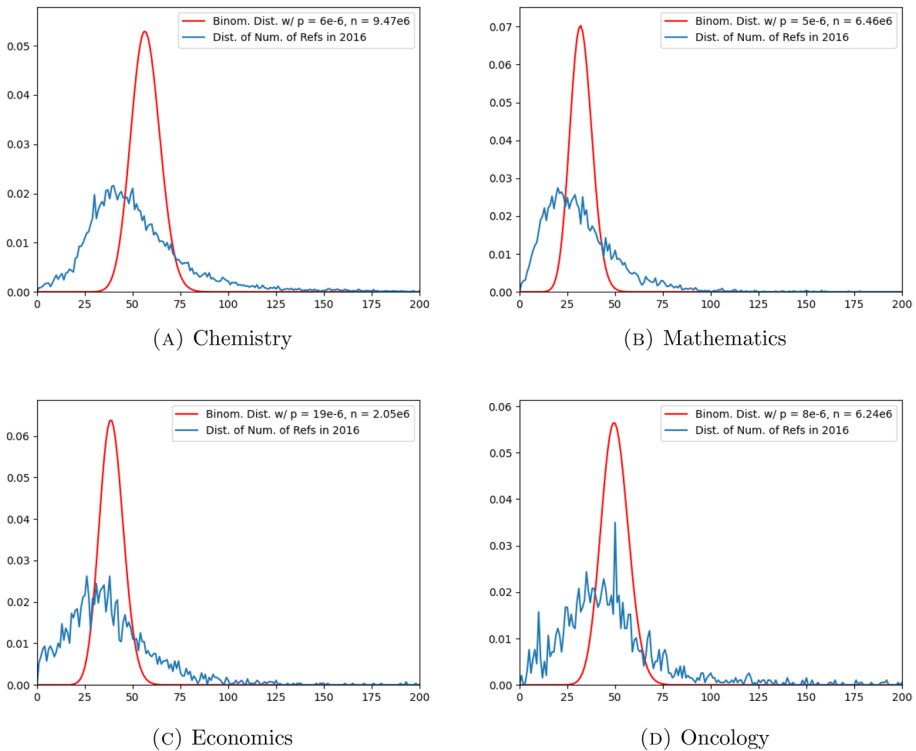 Binom. Dist. w/ p = 6e-6, n = 9.47e6
Dist. of Num. of Refs in 2016
0.05
0.04
0.03
0.02
0.01
0.00
0 25 50 75 100 125 150 175 200
(A) Chemistry
Binom. Dist. w/ p = 5e-6, n = 6.46e6
Dist. of Num. of Refs in 2016
0.07
0.06
0.05
0.04
0.03
0.02
0.01
0.00
0 25 50 75 100 125 150 175 200
(B) Mathematics
Binom. Dist. w/ p = 19e-6, n = 2.05e6
Dist. of Num. of Refs in 2016
0.06
0.05
0.04
0.03
0.02
0.01
0.00
0 25 50 75 100 125 150 175 200
(C) Economics
Binom. Dist. w/ p = 8e-6, n = 6.24e6
Dist. of Num. of Refs in 2016
0.06
0.05
0.04
0.03
0.02
0.01
0.00
0 25 50 75 100 125 150 175 200
(D) Oncology